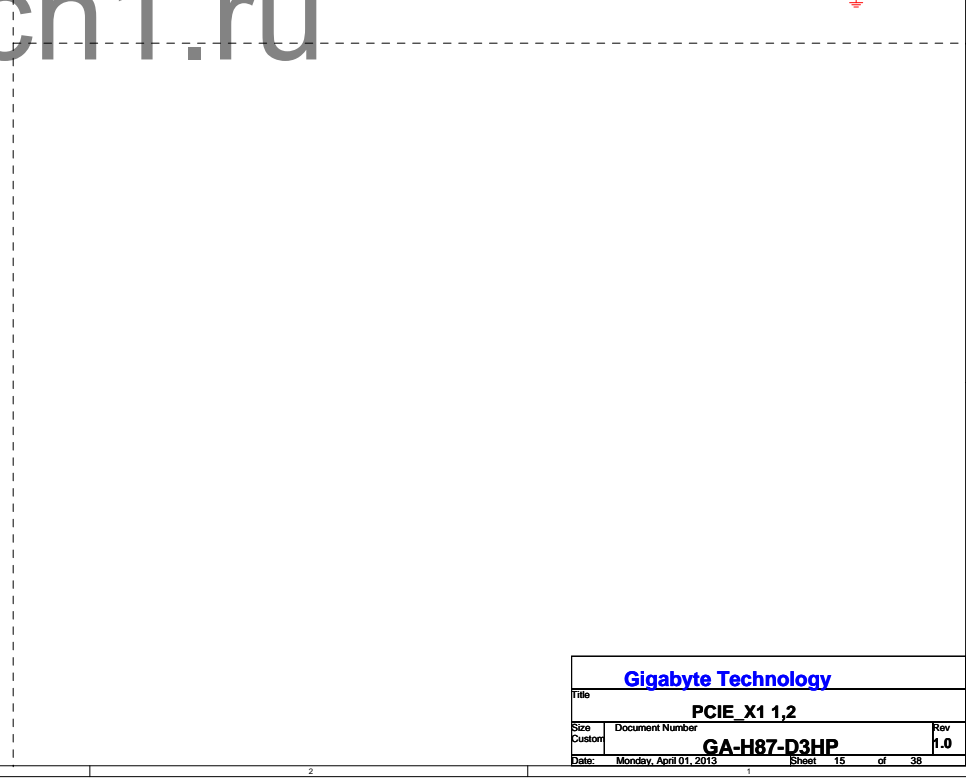 ch1.ru
Gigabyte Technology
Title
PCIE_X1 1,2
Size Document Number Rev
Custom GA-H87-D3HP 1.0
Date: Monday, April 01, 2013 Sheet 15 of 38
2 1